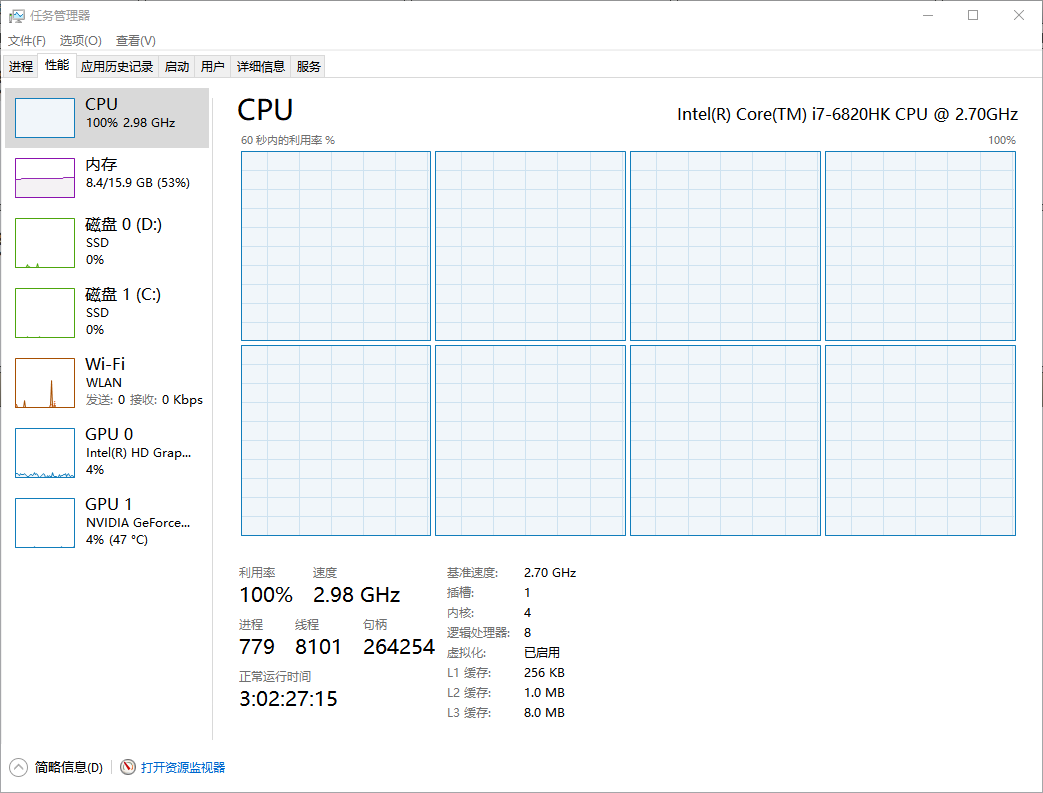 任务管理器
文件(F) 选项(O) 查看(V)
进程 性能 应用历史记录 启动 用户 详细信息 服务
CPU
100% 2.98 GHz
内存
8.4/15.9 GB (53%)
磁盘 0 (D:)
SSD
0%
磁盘 1 (C:)
SSD
0%
Wi-Fi
WLAN
发送: 0 接收: 0 Kbps
GPU 0
Intel(R) HD Grap...
4%
GPU 1
NVIDIA GeForce...
4% (47 °C)
CPU
Intel(R) Core(TM) i7-6820HK CPU @ 2.70GHz
60 秒内的利用率 %
100%
利用率 速度
100% 2.98 GHz
进程 线程 句柄
779 8101 264254
正常运行时间
3:02:27:15
基准速度: 2.70 GHz
插槽: 1
内核: 4
逻辑处理器: 8
虚拟化: 已启用
L1 缓存: 256 KB
L2 缓存: 1.0 MB
L3 缓存: 8.0 MB
简略信息(D)
打开资源监视器